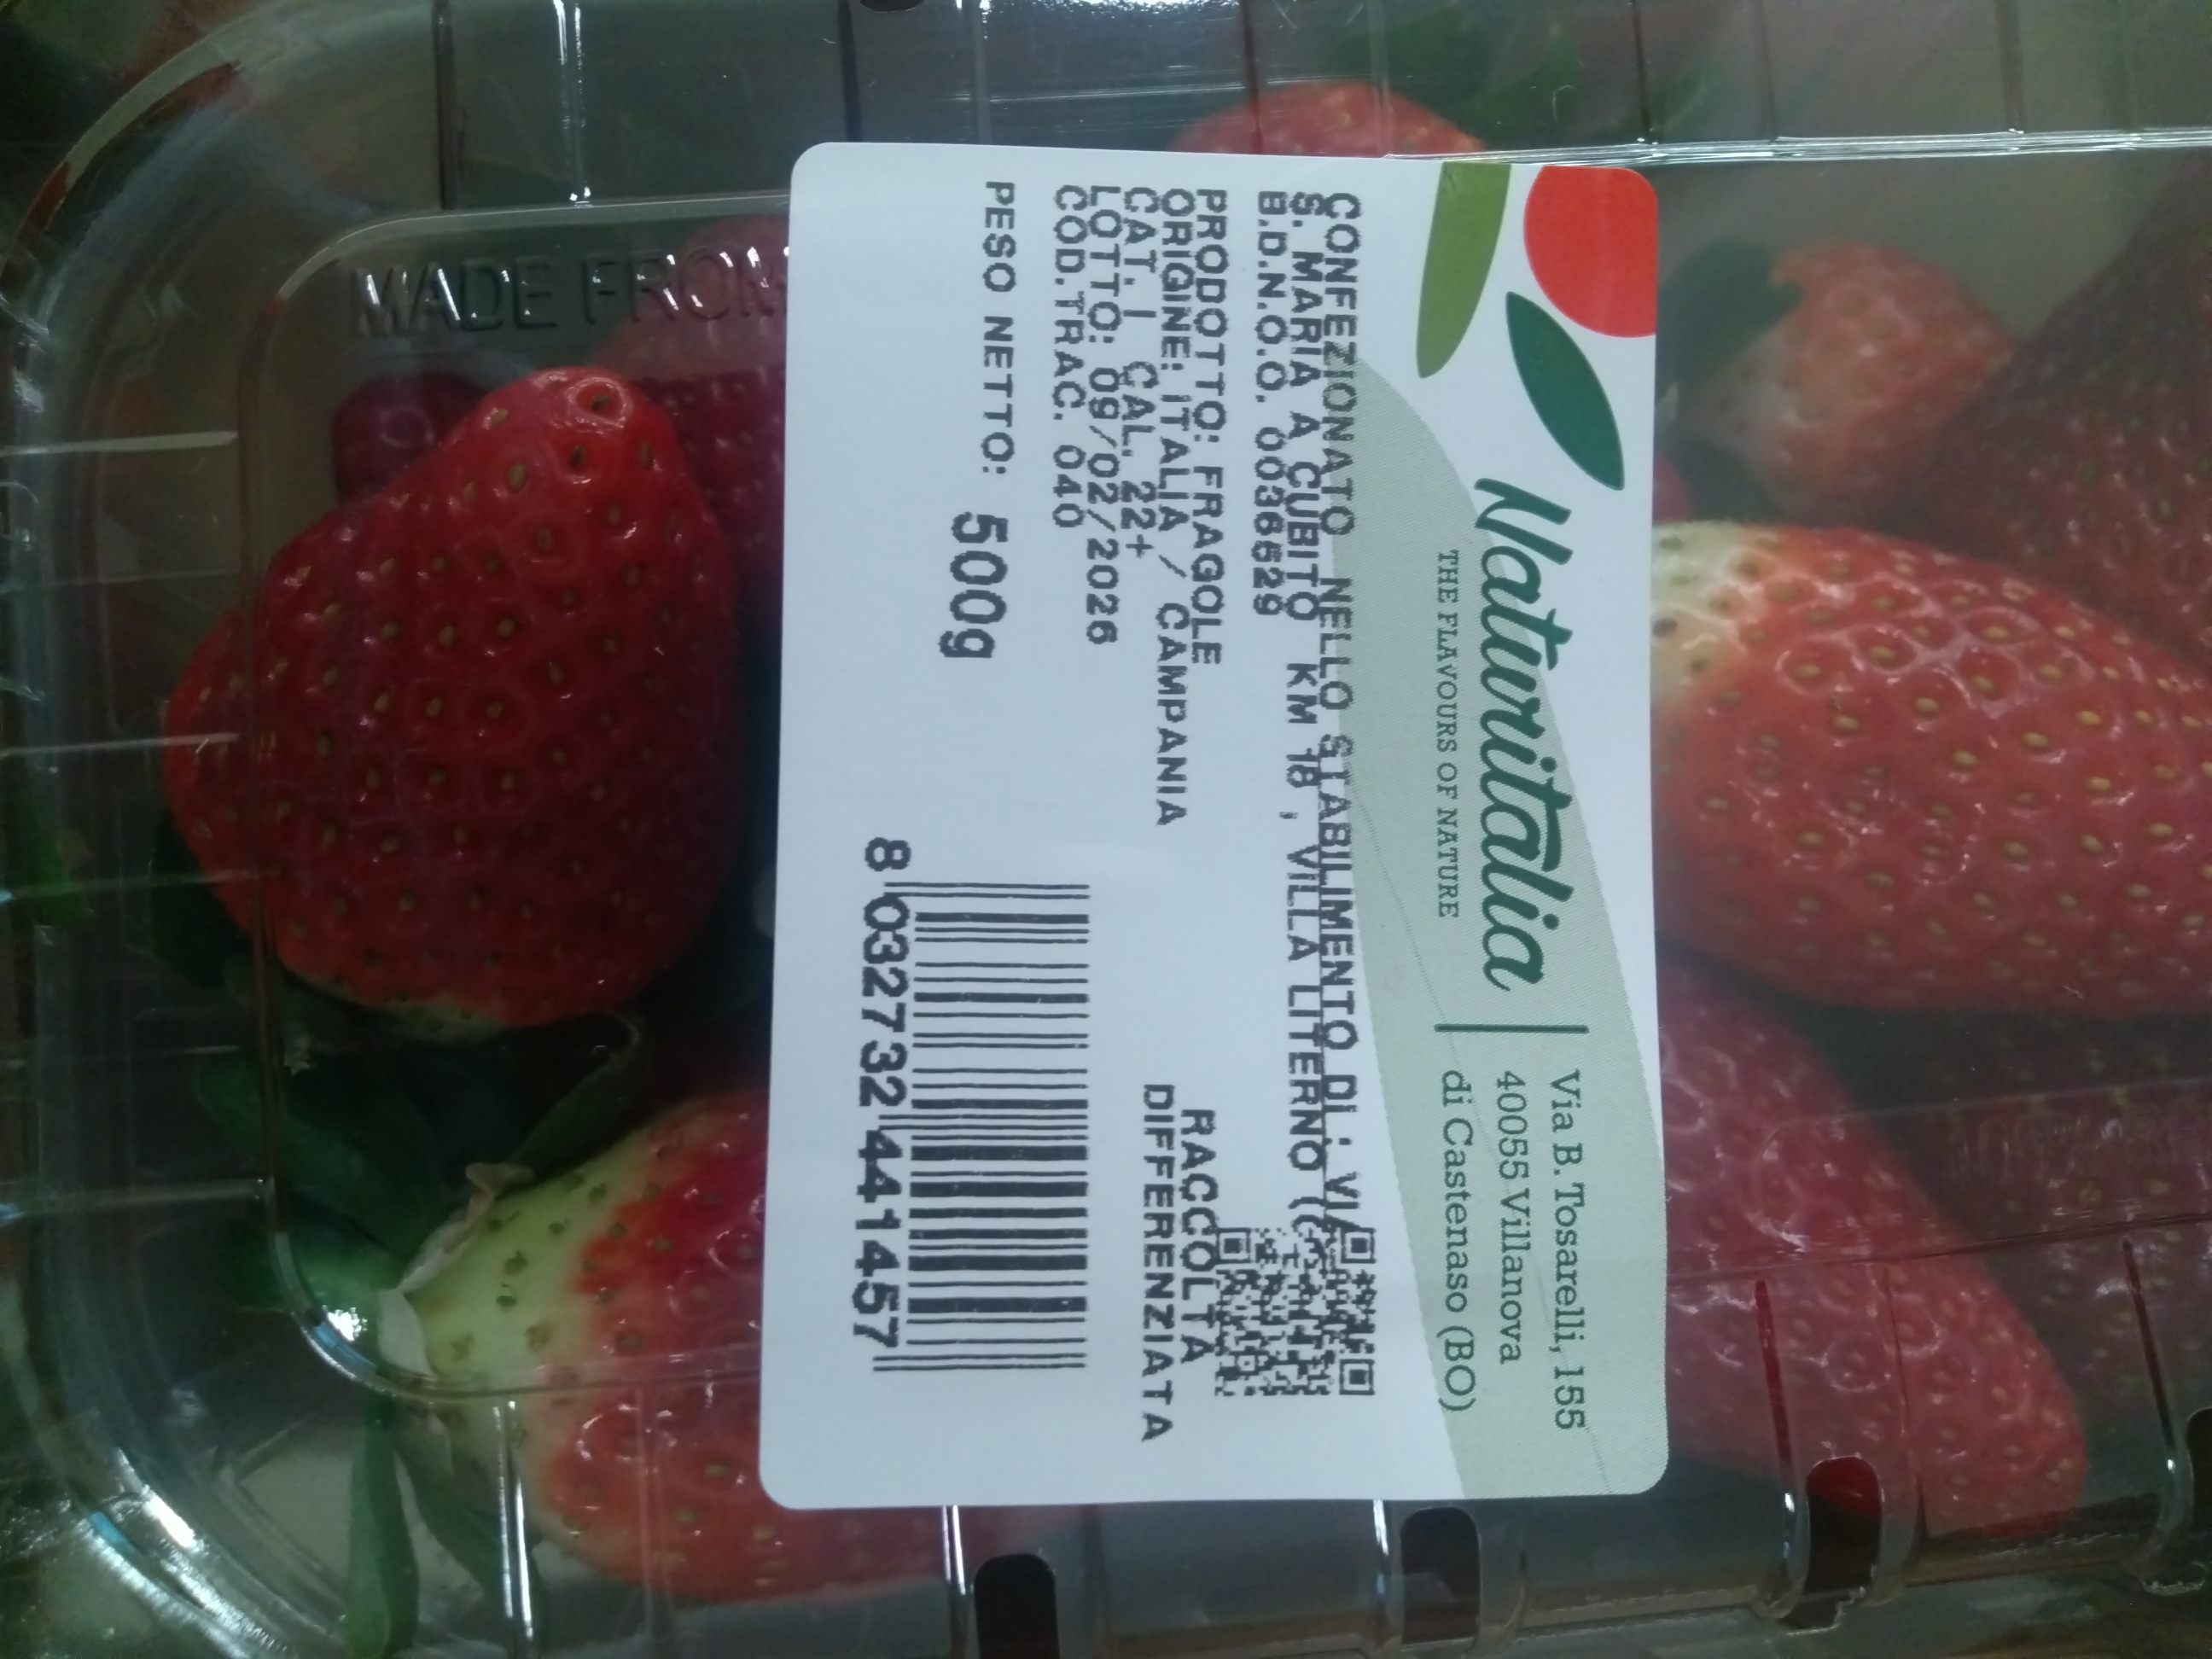 Naturitalia
THE FLAVOURS OF NATURE
Via B. Tosarelli, 155
40055 Villanova
di Castenaso (BO)
CONFEZIONATO NELLO STABILIMENTO DI : VIA
S. MARIA A CUBITO KM 18 , VILLA LITERNO
B.D.N.O.O. 0036629
PRODOTTO: FRAGOLE
ORIGINE: ITALIA / CAMPANIA
CAT. I CAL. 22+
LOTTO: 09/02/2026
COD.TRAC. 040
RACCOLTA
DIFFERENZIATA
PESO NETTO: 500g
8 032732 441457
MADE FROM